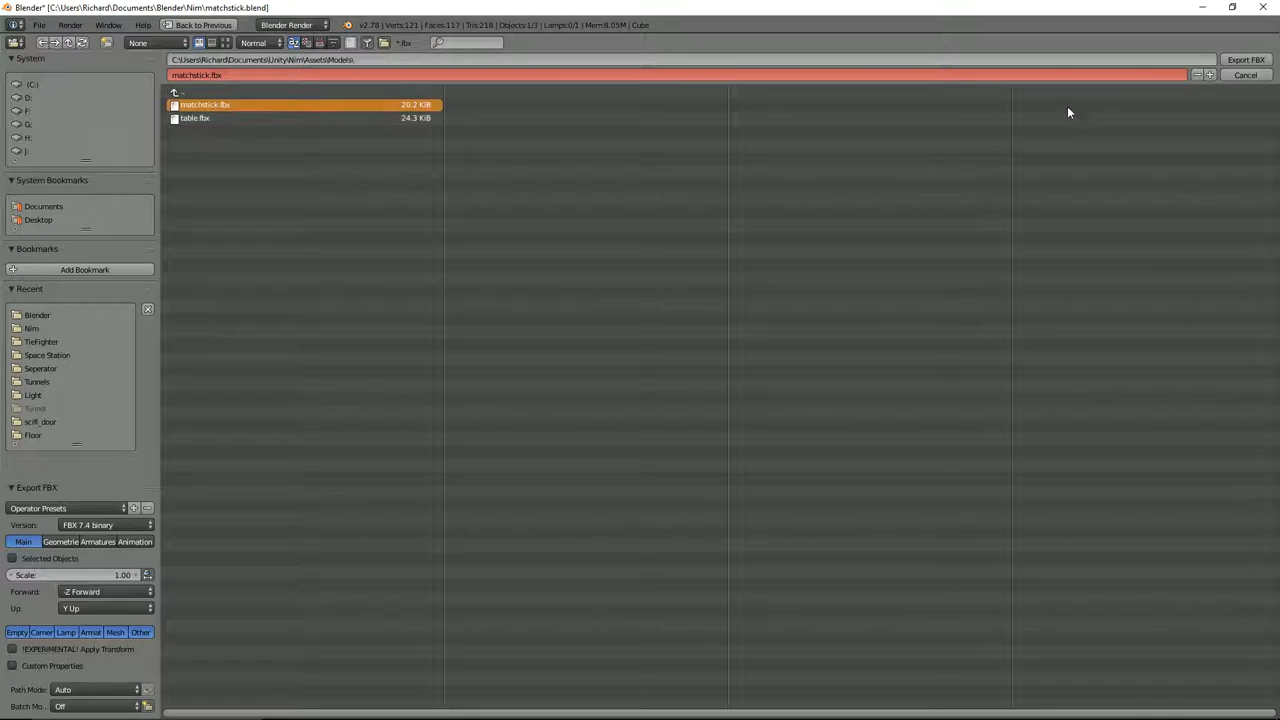 Blender* [C:\Users\Richard\Documents\Blender\Nim\matchstick.blend]
File Render Window Help Back to Previous Blender Render v2.78 | Verts:121 | Faces:117 | Tris:218 | Objects:1/3 | Lamps:0/1 | Mem:8.05M | Cube
None Normal *.fbx
System
C:\Users\Richard\Documents\Unity\Nim\Assets\Models\ Export FBX
matchstick.fbx Cancel
(C:)
D:
F:
G:
H:
J:
..
matchstick.fbx 20.2 KiB
table.fbx 24.3 KiB
System Bookmarks
Documents
Desktop
Bookmarks
Add Bookmark
Recent
Blender
Nim
TieFighter
Space Station
Seperator
Tunnels
Light
Tunnel
scifi_door
Floor
Export FBX
Operator Presets
Version: FBX 7.4 binary
Main Geometrie Armatures Animation
Selected Objects
Scale: 1.00
Forward: -Z Forward
Up: Y Up
Empty Camer Lamp Armat Mesh Other
!EXPERIMENTAL! Apply Transform
Custom Properties
Path Mode: Auto
Batch Mo... Off